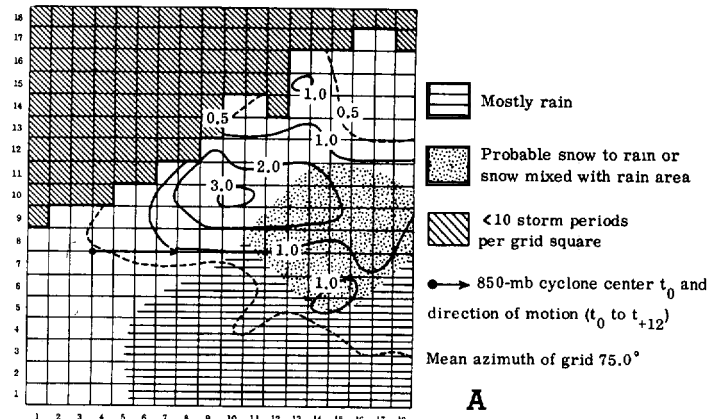 18
17
16
15
14
13
12
11
10
9
8
7
6
5
4
3
2
1
1.0
0.5
0.5
1.0
2.0
3.0
1.0
1.0
1 2 3 4 5 6 7 8 9 10 11 12 13 14 15 16 17 18
Mostly rain
Probable snow to rain or
snow mixed with rain area
<10 storm periods
per grid square
850-mb cyclone center t0 and
direction of motion (t0 to t+12)
Mean azimuth of grid 75.0°
A